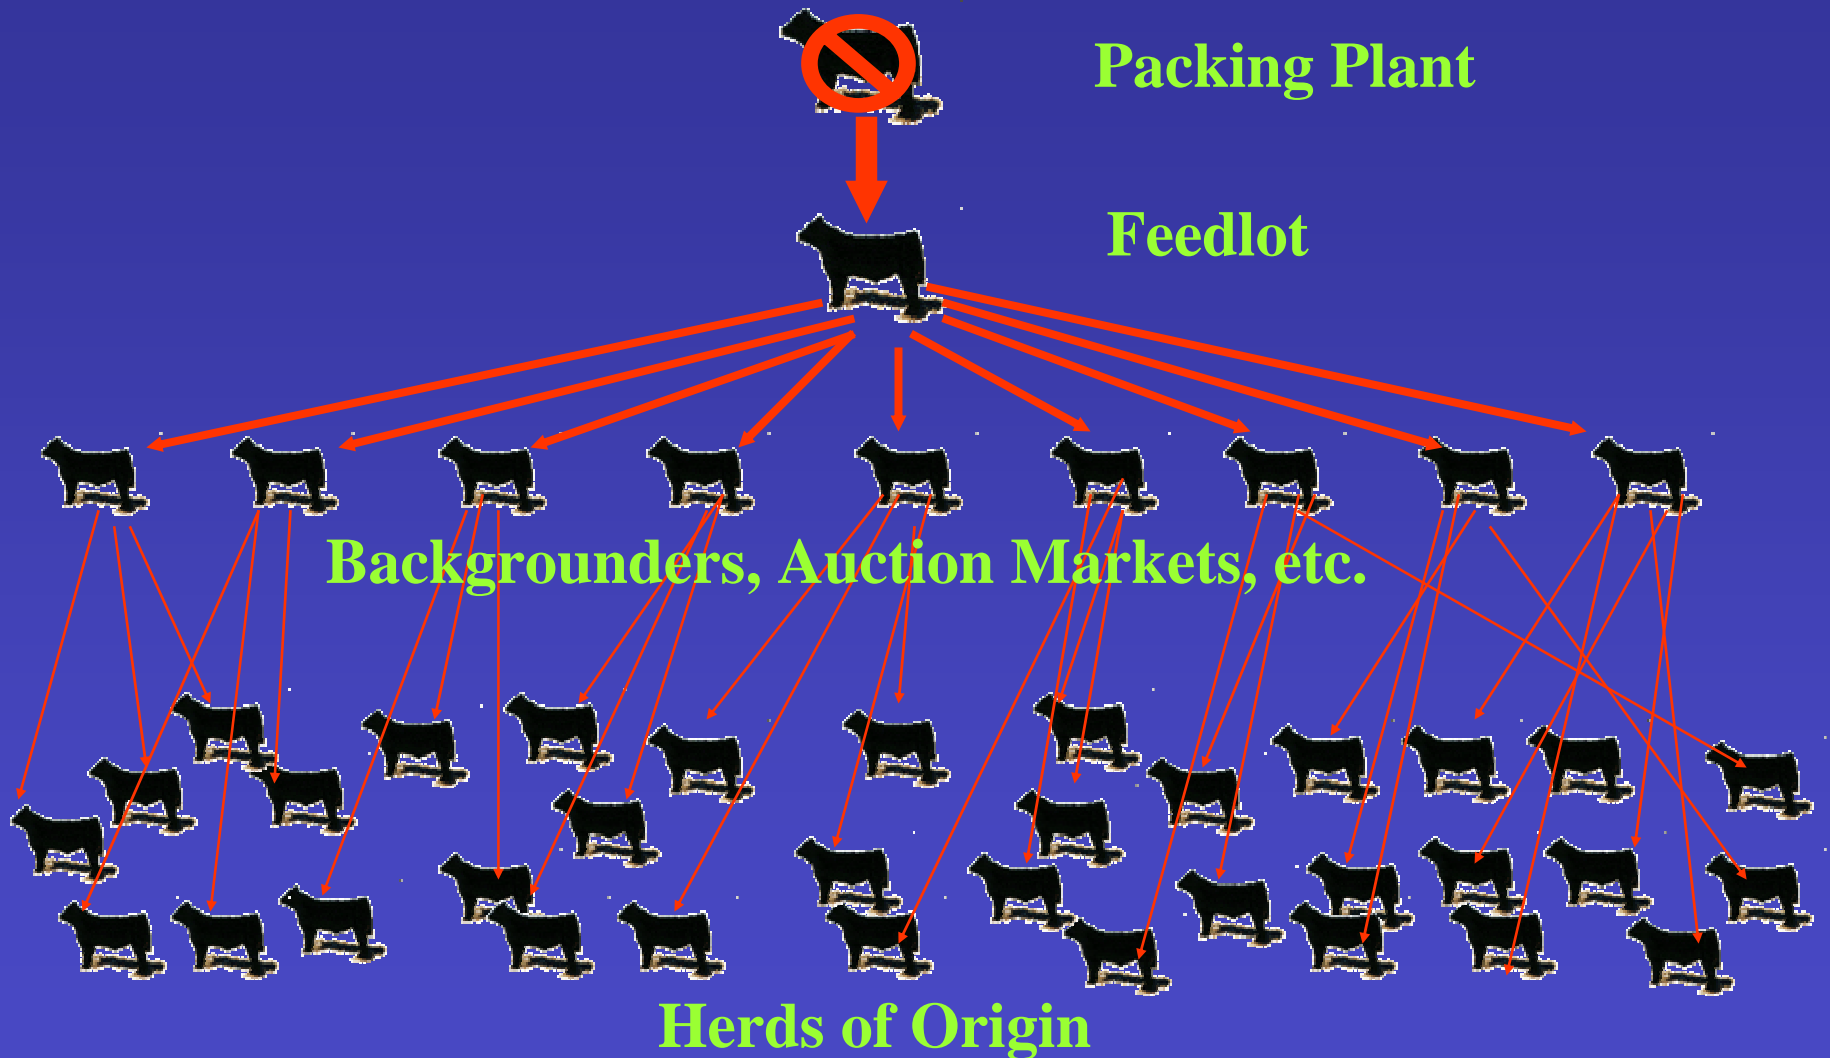 Packing Plant
Feedlot
Backgrounders, Auction Markets, etc.
Herds of Origin